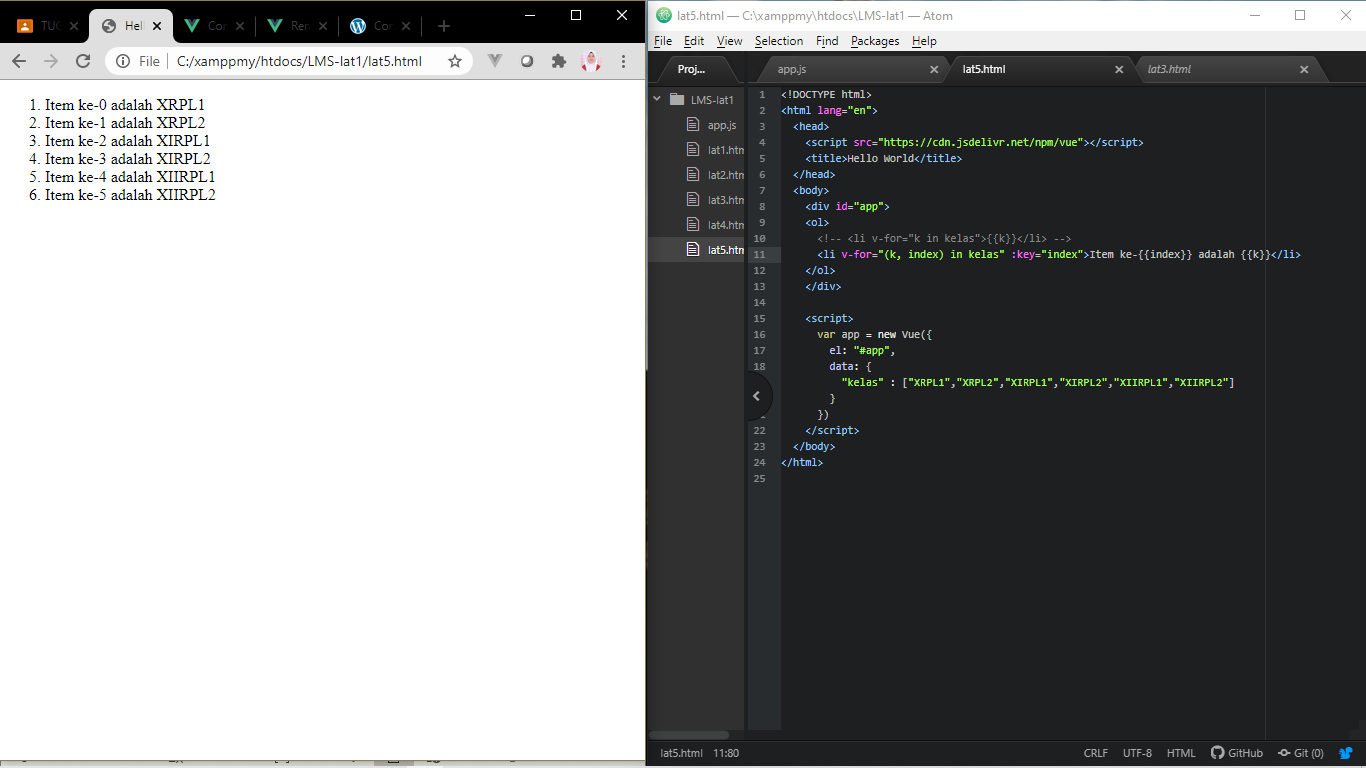 TUG
Hell
Con
Ren
Coo
File
C:/xamppmy/htdocs/LMS-lat1/lat5.html
1. Item ke-0 adalah XRPL1
2. Item ke-1 adalah XRPL2
3. Item ke-2 adalah XIRPL1
4. Item ke-3 adalah XIRPL2
5. Item ke-4 adalah XIIRPL1
6. Item ke-5 adalah XIIRPL2
lat5.html — C:\xamppmy\htdocs\LMS-lat1 — Atom
File Edit View Selection Find Packages Help
Proj...
LMS-lat1
app.js
lat1.htm
lat2.htm
lat3.htm
lat4.htm
lat5.htm
app.js lat5.html lat3.html
1 <!DOCTYPE html>
2 <html lang="en">
3 <head>
4 <script src="https://cdn.jsdelivr.net/npm/vue"></script>
5 <title>Hello World</title>
6 </head>
7 <body>
8 <div id="app">
9 <ol>
10 <!-- <li v-for="k in kelas">{{k}}</li> -->
11 <li v-for="(k, index) in kelas" :key="index">Item ke-{{index}} adalah {{k}}</li>
12 </ol>
13 </div>
14
15 <script>
16 var app = new Vue({
17 el: "#app",
18 data: {
"kelas" : ["XRPL1","XRPL2","XIRPL1","XIRPL2","XIIRPL1","XIIRPL2"]
}
})
22 </script>
23 </body>
24 </html>
25
lat5.html 11:80
CRLF UTF-8 HTML GitHub Git (0)